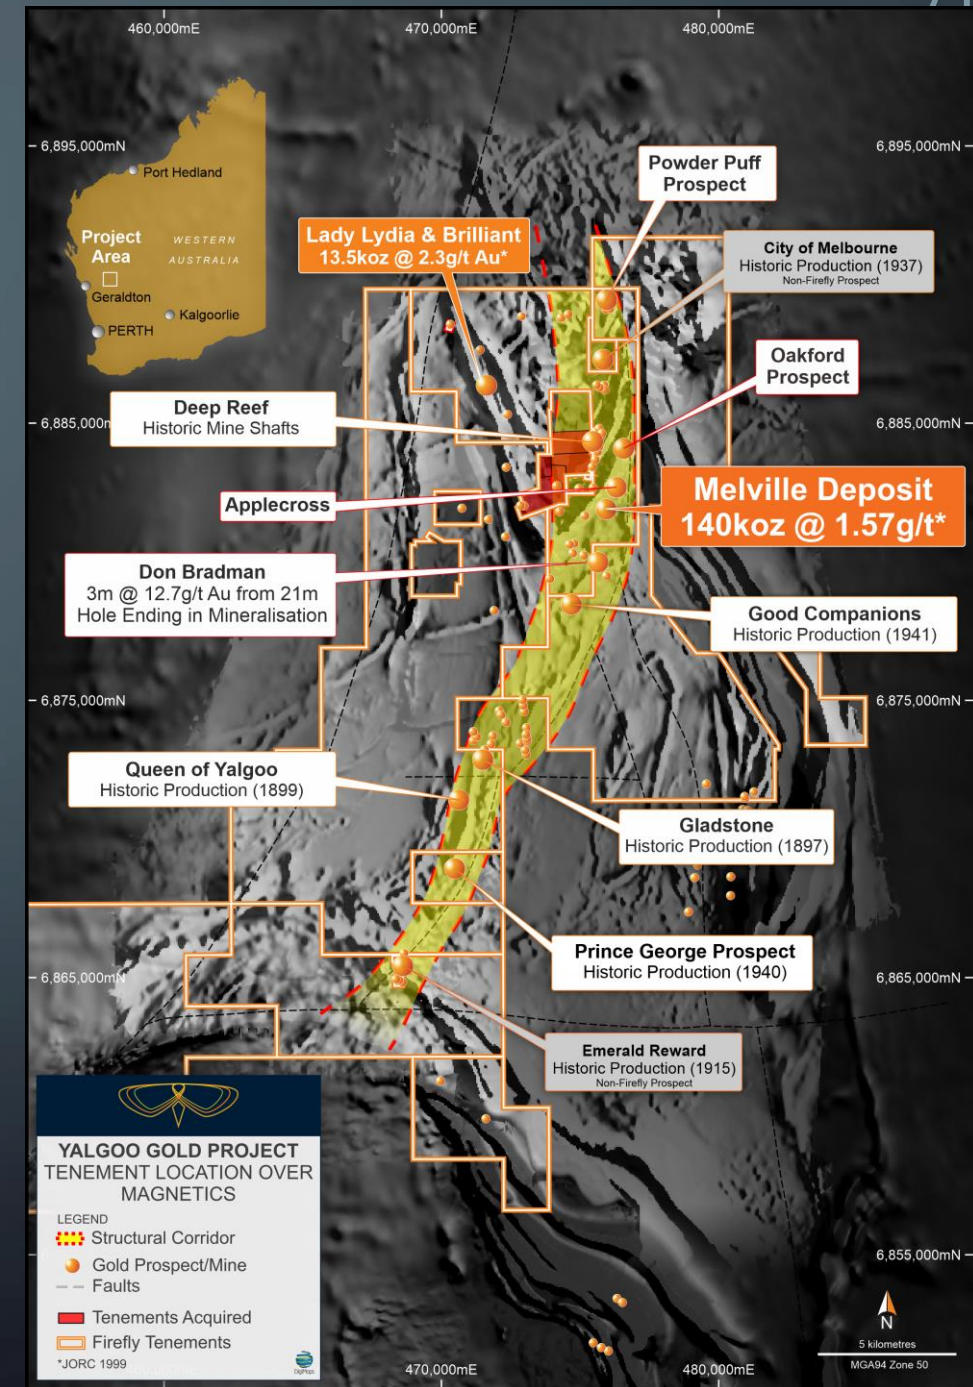 460,000mE
470,000mE
480,000mE
6,895,000mN
6,895,000mN
Port Hedland
Project
Area
WESTERN
AUSTRALIA
Geraldton
Kalgoorlie
PERTH
Powder Puff
Prospect
Lady Lydia & Brilliant
13.5koz @ 2.3g/t Au*
City of Melbourne
Historic Production (1937)
Non-Firefly Prospect
Oakford
Prospect
Deep Reef
Historic Mine Shafts
6,885,000m
6,885,000mN
Applecross
Melville Deposit
140koz @ 1.57g/t*
Don Bradman
3m @ 12.7g/t Au from 21m
Hole Ending in Mineralisation
Good Companions
Historic Production (1941)
6,875,000mN
6,875,000mN
Queen of Yalgoo
Historic Production (1899)
Gladstone
Historic Production (1897)
Prince George Prospect
Historic Production (1940)
6,865,000mN
6,865,000mN
Emerald Reward
Historic Production (1915)
Non-Firefly Prospect
YALGOO GOLD PROJECT
TENEMENT LOCATION OVER
MAGNETICS
LEGEND
Structural Corridor
Gold Prospect/Mine
Faults
Tenements Acquired
Firefly Tenements
*JORC 1999
DigiMaps
6,855,000mN
N
5 kilometres
MGA94 Zone 50
470,000mE
480,000mE